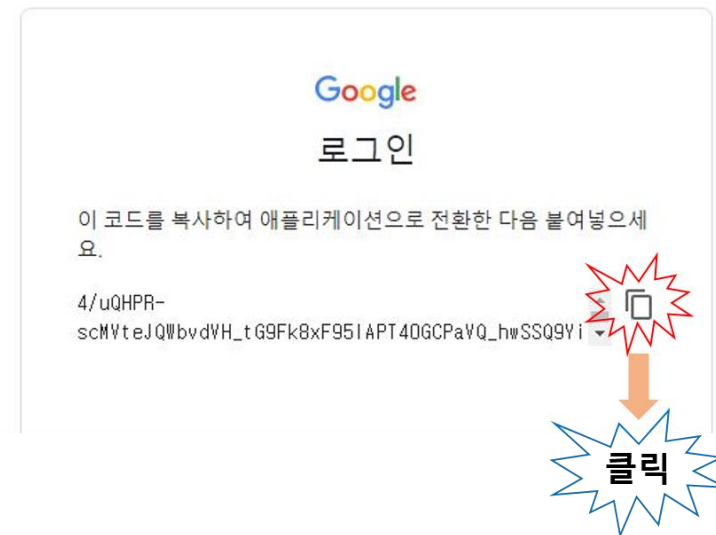 Google
로그인
이 코드를 복사하여 애플리케이션으로 전환한 다음 붙여넣으세
요.
4/uQHPR-
scMVteJQWbvdVH_tG9Fk8xF95IAPT4OGCPaVQ_hwSSQ9Yi
클릭